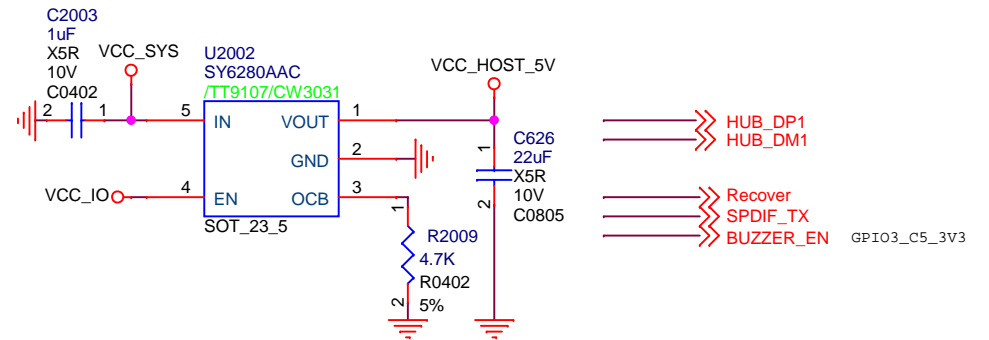 C2003
1uF
X5R
10V
C0402
VCC_SYS
U2002
SY6280AAC
/TT9107/CW3031
VCC_HOST_5V
2
1
5
IN
VOUT
1
GND
2
VCC_IO
4
EN
OCB
3
SOT_23_5
1
R2009
4.7K
R0402
5%
2
1
C626
22uF
X5R
10V
C0805
2
HUB_DP1
HUB_DM1
Recover
SPDIF_TX
BUZZER_EN GPIO3_C5_3V3